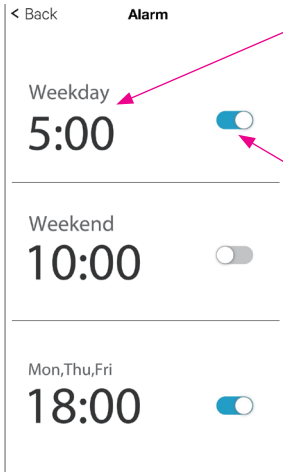 < Back Alarm
Weekday
5:00
Weekend
10:00
Mon,Thu,Fri
18:00